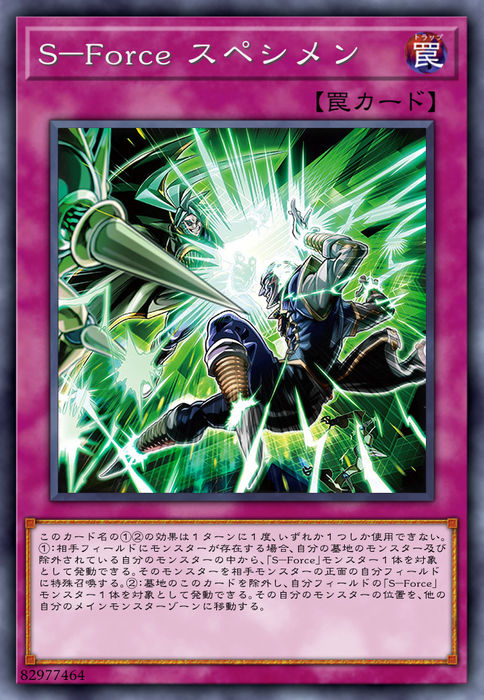 S－Force スペシメン
トラップ
罠
【罠カード】
このカード名の①②の効果は１ターンに１度、いずれか１つしか使用できない。
①：相手フィールドにモンスターが存在する場合、自分の墓地のモンスター及び
除外されている自分のモンスターの中から、「S－Force」モンスター１体を対象
として発動できる。そのモンスターを相手モンスターの正面の自分フィールド
に特殊召喚する。②：墓地のこのカードを除外し、自分フィールドの「S－Force」
モンスター１体を対象として発動できる。その自分のモンスターの位置を、他の
自分のメインモンスターゾーンに移動する。
82977464